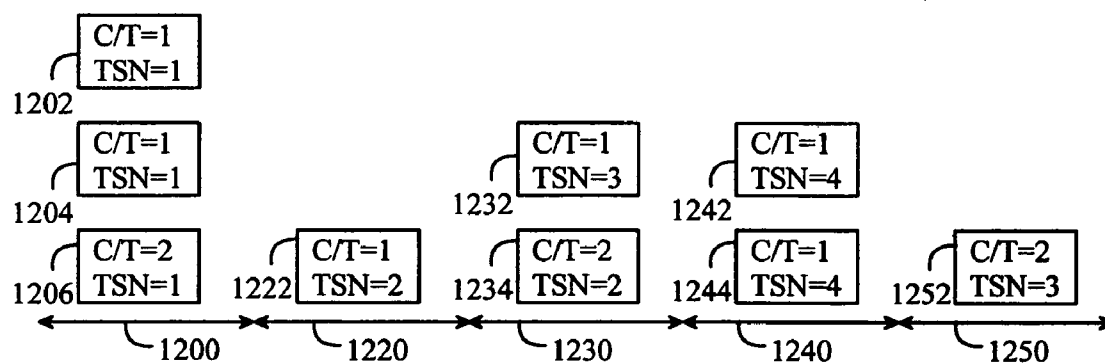 C/T=1
TSN=1
1202
C/T=1
TSN=1
1204
C/T=1
TSN=3
1232
C/T=1
TSN=4
1242
C/T=2
TSN=1
1206
C/T=1
TSN=2
1222
C/T=2
TSN=2
1234
C/T=1
TSN=4
1244
C/T=2
TSN=3
1252
1200
1220
1230
1240
1250